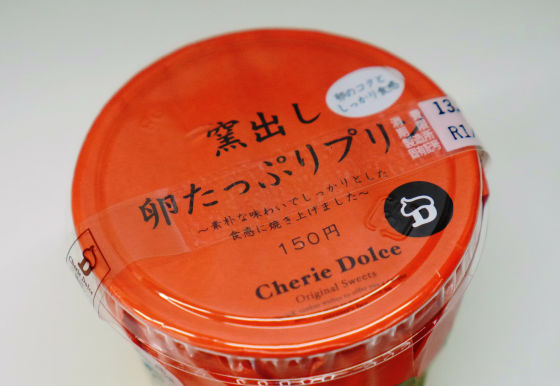 卵のコクと
しっかり食感
窯出し
卵たっぷりプリン
～素朴な味わいでしっかりとした
食感に焼き上げました～
150円
Cherie Dolce
Original Sweets
13.
R1/